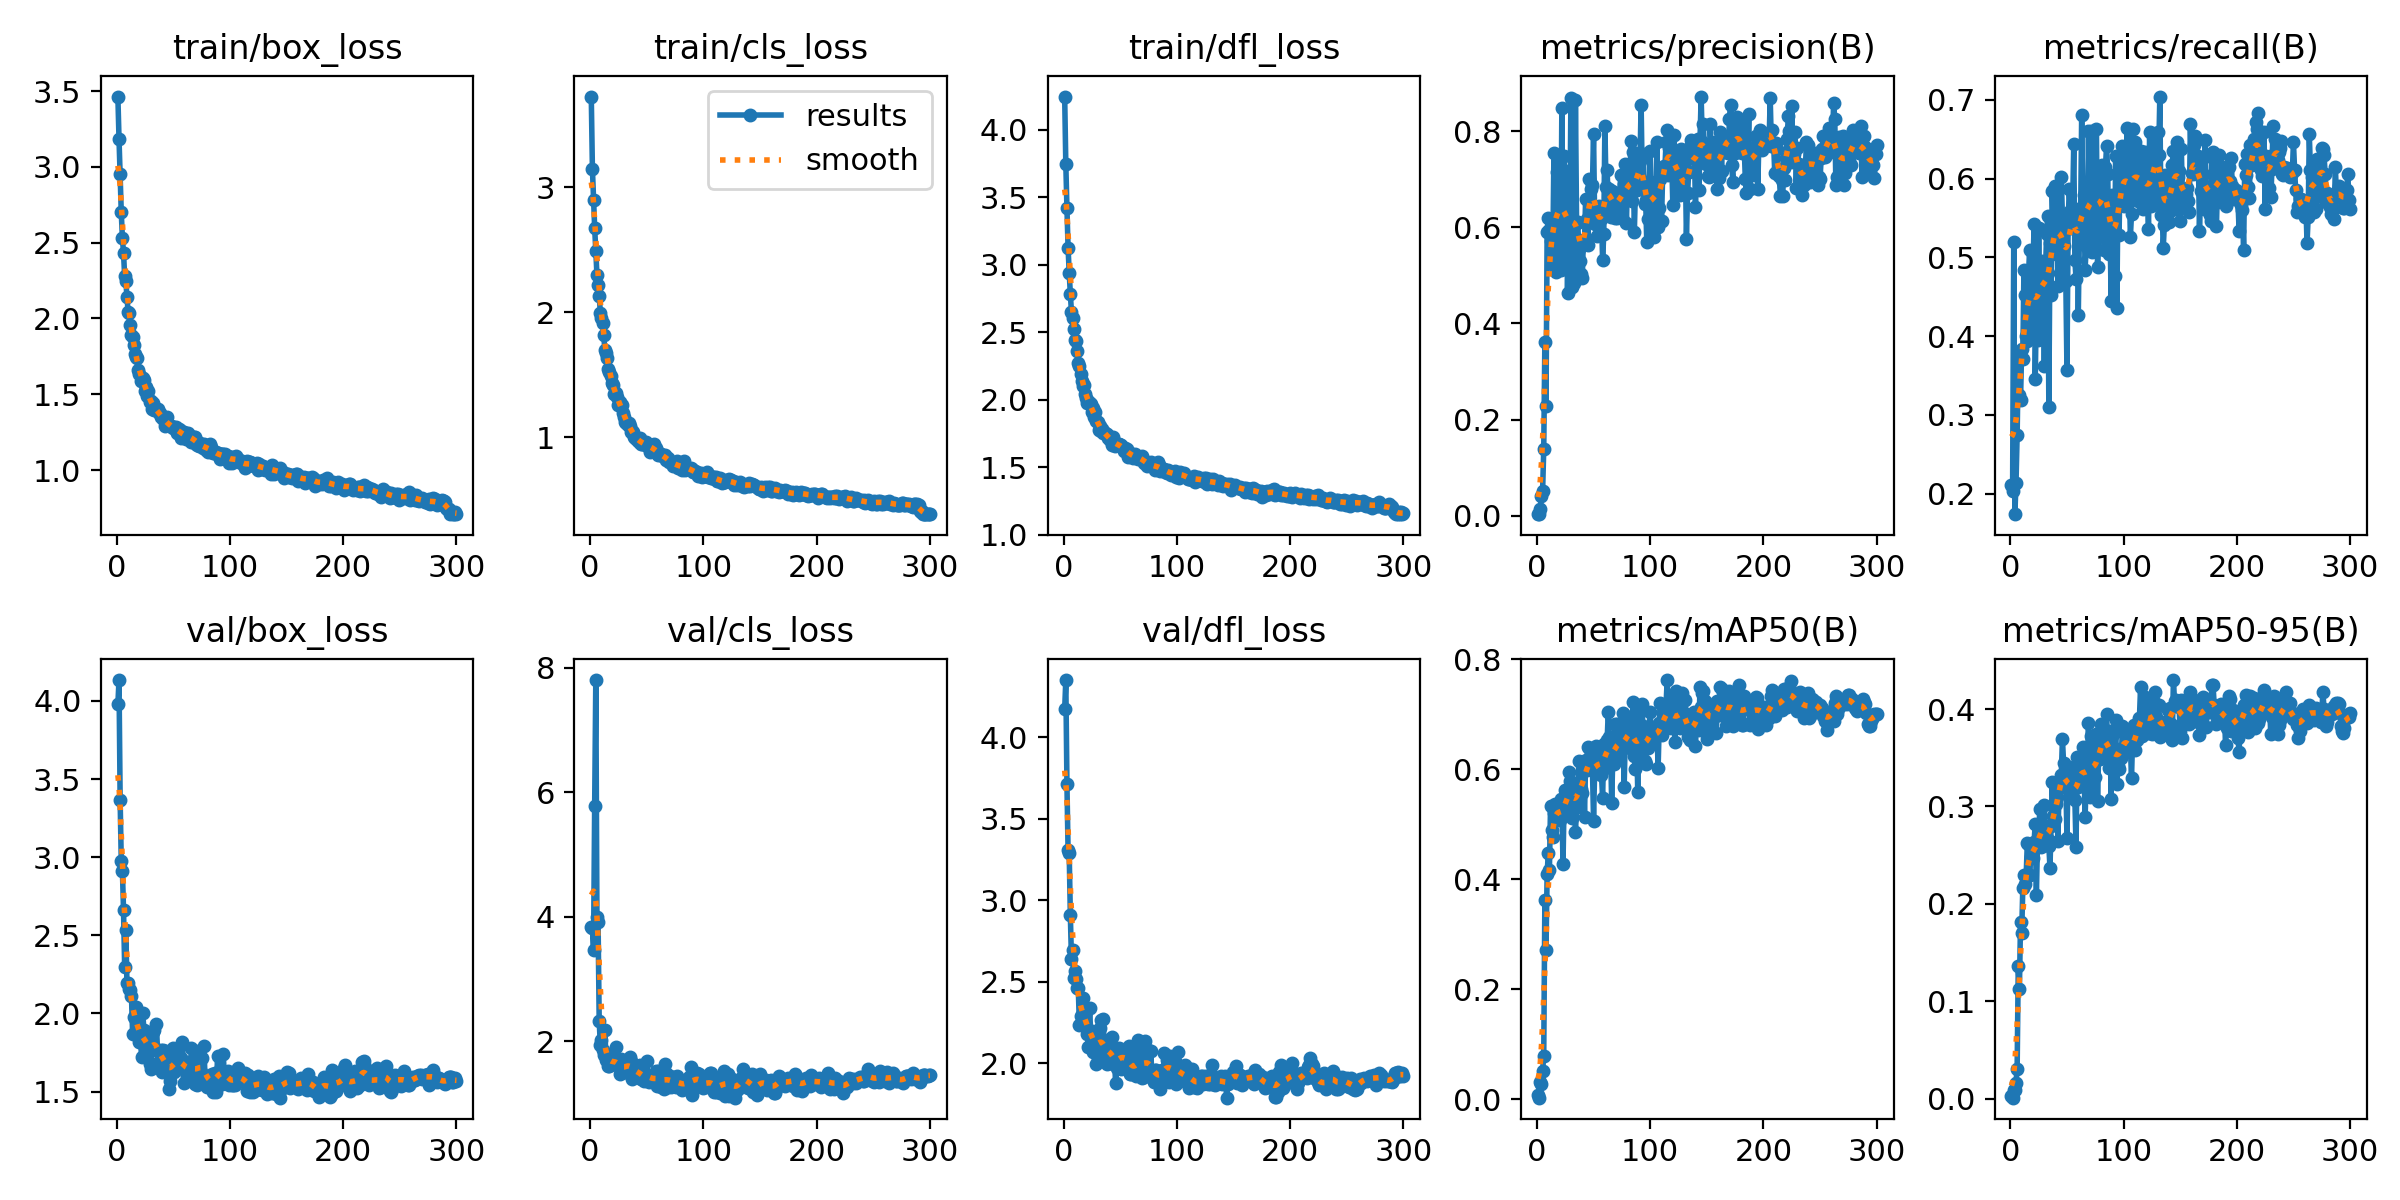 train/box_loss
3.5
3.0
2.5
2.0
1.5
1.0
0 100 200 300
train/cls_loss
results
smooth
3
2
1
0 100 200 300
train/dfl_loss
4.0
3.5
3.0
2.5
2.0
1.5
1.0
0 100 200 300
metrics/precision(B)
0.8
0.6
0.4
0.2
0.0
0 100 200 300
metrics/recall(B)
0.7
0.6
0.5
0.4
0.3
0.2
0 100 200 300
val/box_loss
4.0
3.5
3.0
2.5
2.0
1.5
0 100 200 300
val/cls_loss
8
6
4
2
0 100 200 300
val/dfl_loss
4.0
3.5
3.0
2.5
2.0
0 100 200 300
metrics/mAP50(B)
0.8
0.6
0.4
0.2
0.0
0 100 200 300
metrics/mAP50-95(B)
0.4
0.3
0.2
0.1
0.0
0 100 200 300